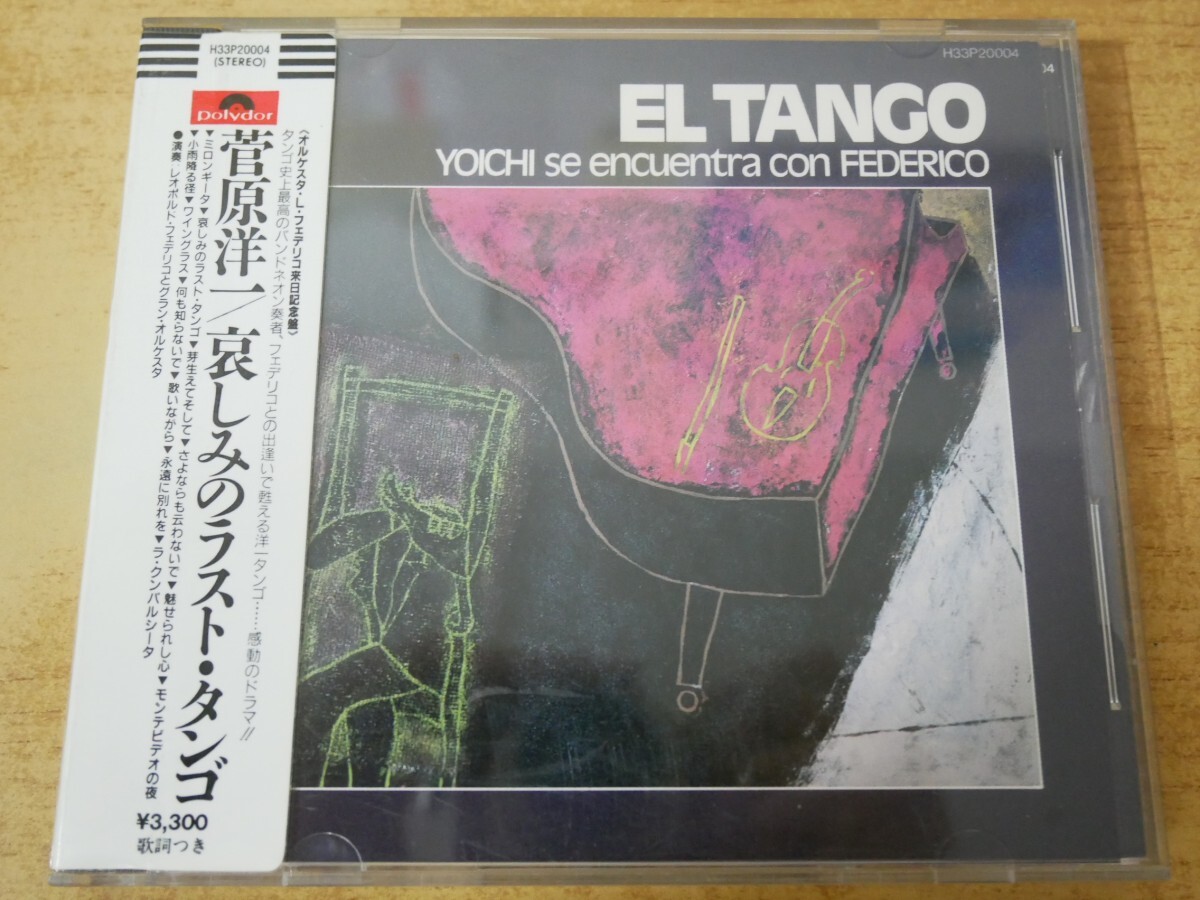 H33P20004
(STEREO)
polydor
〈オルケスタ・L・フェデリコ来日記念盤〉
タンゴ史上最高のバンドネオン奏者、フェデリコとの出逢いで甦える洋一タンゴ……感動のドラマ!!
菅原洋一/哀しみのラスト・タンゴ
▼ミロンギータ▼哀しみのラスト・タンゴ▼芽生えてそして▼さよならも云わないで▼魅せられし心▼モンテビデオの夜
▼小雨降る径▼ワイングラス▼何も知らないで▼歌いながら▼永遠に別れを▼ラ・クンパルシータ
●演奏・レオポルド・フェデリコとグラン・オルケスタ
¥3,300
歌詞つき
H33P20004
04
EL TANGO
YOICHI se encuentra con FEDERICO